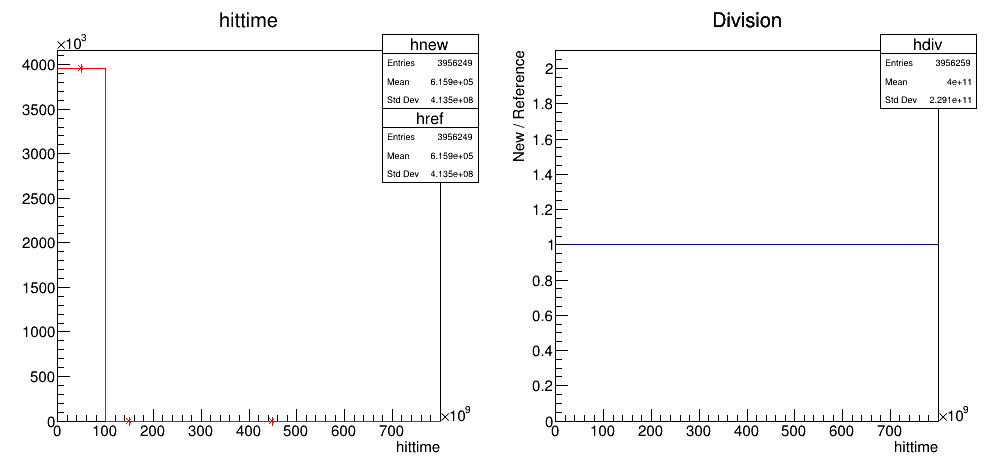 hittime
×10³
4000
3500
3000
2500
2000
1500
1000
500
0
0 100 200 300 400 500 600 700
×10⁹
hittime
hnew
Entries 3956249
Mean 6.159e+05
Std Dev 4.135e+08
href
Entries 3956249
Mean 6.159e+05
Std Dev 4.135e+08
Division
New / Reference
2
1.8
1.6
1.4
1.2
1
0.8
0.6
0.4
0.2
0
0 100 200 300 400 500 600 700
×10⁹
hittime
hdiv
Entries 3956259
Mean 4e+11
Std Dev 2.291e+11